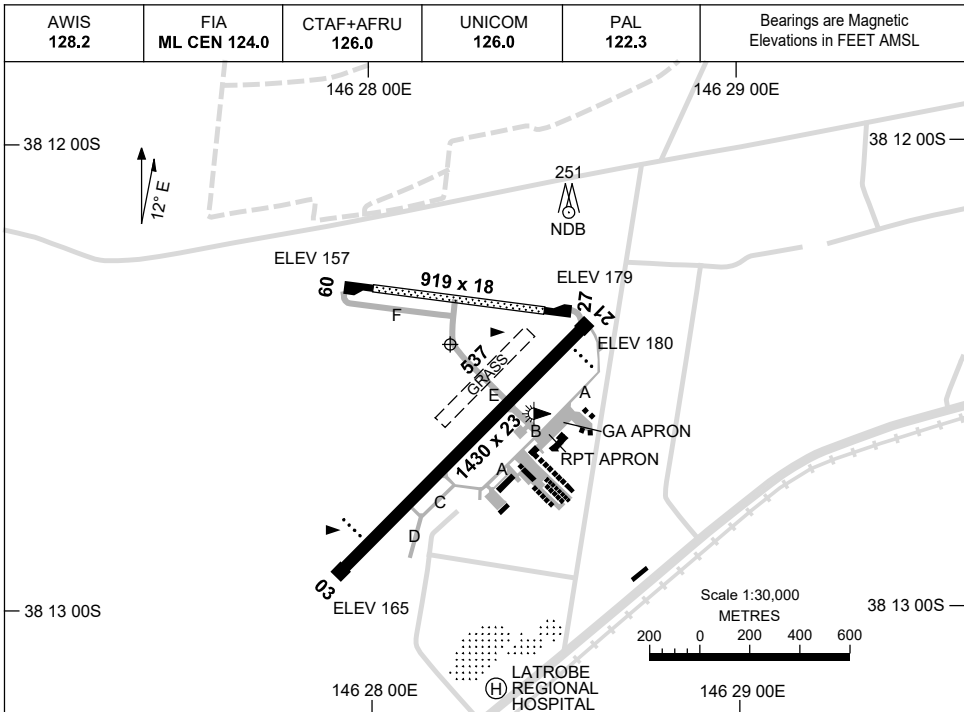 AWIS
128.2
FIA
ML CEN 124.0
CTAF+AFRU
126.0
UNICOM
126.0
PAL
122.3
Bearings are Magnetic
Elevations in FEET AMSL
146 28 00E
146 29 00E
38 12 00S
38 12 00S
12° E
251
NDB
ELEV 157
ELEV 179
09
919 x 18
27
21
F
ELEV 180
537
GRASS
E
A
1430 x 23
B
GA APRON
RPT APRON
A
C
D
03
ELEV 165
38 13 00S
38 13 00S
Scale 1:30,000
METRES
200 0 200 400 600
H
LATROBE
REGIONAL
HOSPITAL
146 28 00E
146 29 00E